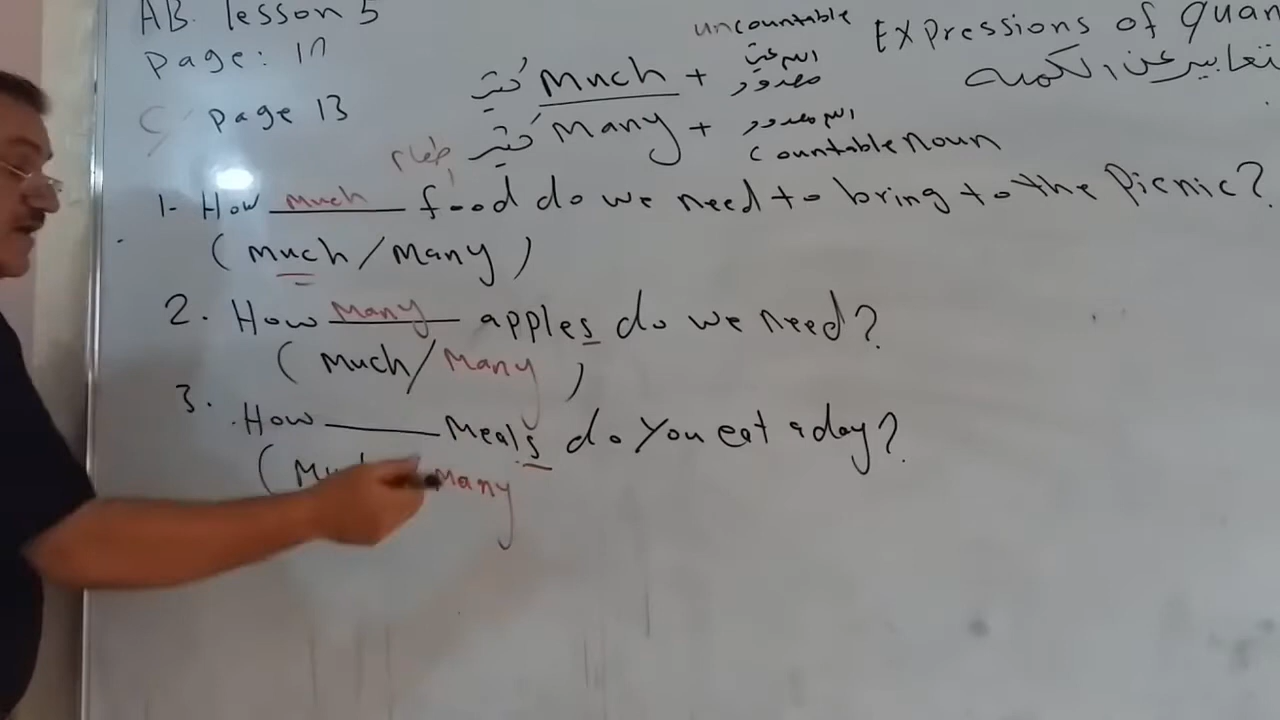 AB. lesson 5
Expressions of quan
uncountable
تعابير عن الكمية
Page: 1
page 13
كثير Much +
اسم غير
معدود
كثير Many +
اسم معدود
countable noun
طعام
1- How much food do we need to bring to the Picnic?
(much/many)
2. How many apples do we need?
(much/many)
3. How ______ meals do you eat a day?
many